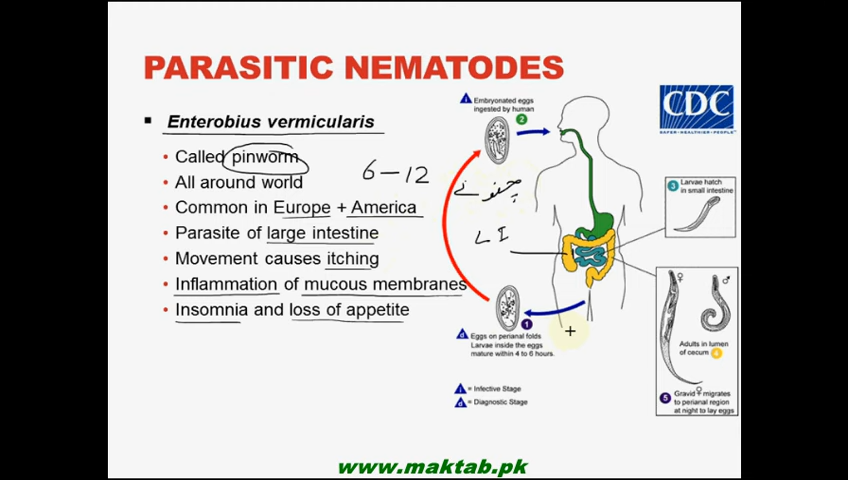 PARASITIC NEMATODES
Enterobius vermicularis
Called pinworm
All around world
Common in Europe + America
Parasite of large intestine
Movement causes itching
Inflammation of mucous membranes
Insomnia and loss of appetite
6-12
چنونے
LI
i Embryonated eggs
ingested by human
2
CDC
SAFER•HEALTHIER•PEOPLE™
3 Larvae hatch
in small intestine
♀ ♂
Adults in lumen
of cecum 4
♀
5 Gravid ♀ migrates
to perianal region
at night to lay eggs
1
d Eggs on perianal folds
Larvae inside the eggs
mature within 4 to 6 hours.
i = Infective Stage
d = Diagnostic Stage
www.maktab.pk